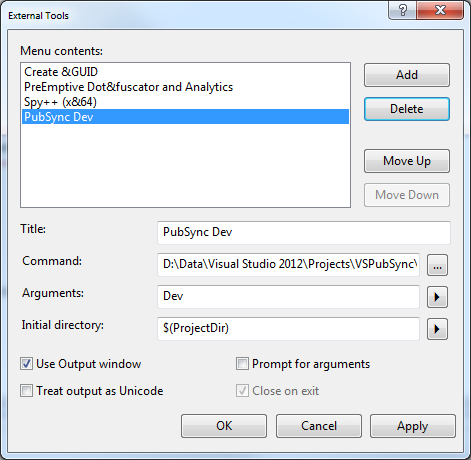 External Tools
?
Menu contents:
Create &GUID
PreEmptive Dot&fuscator and Analytics
Spy++ (x&64)
PubSync Dev
Add
Delete
Move Up
Move Down
Title:
PubSync Dev
Command:
D:\Data\Visual Studio 2012\Projects\VSPubSync\
...
Arguments:
Dev
Initial directory:
$(ProjectDir)
Use Output window
Prompt for arguments
Treat output as Unicode
Close on exit
OK
Cancel
Apply